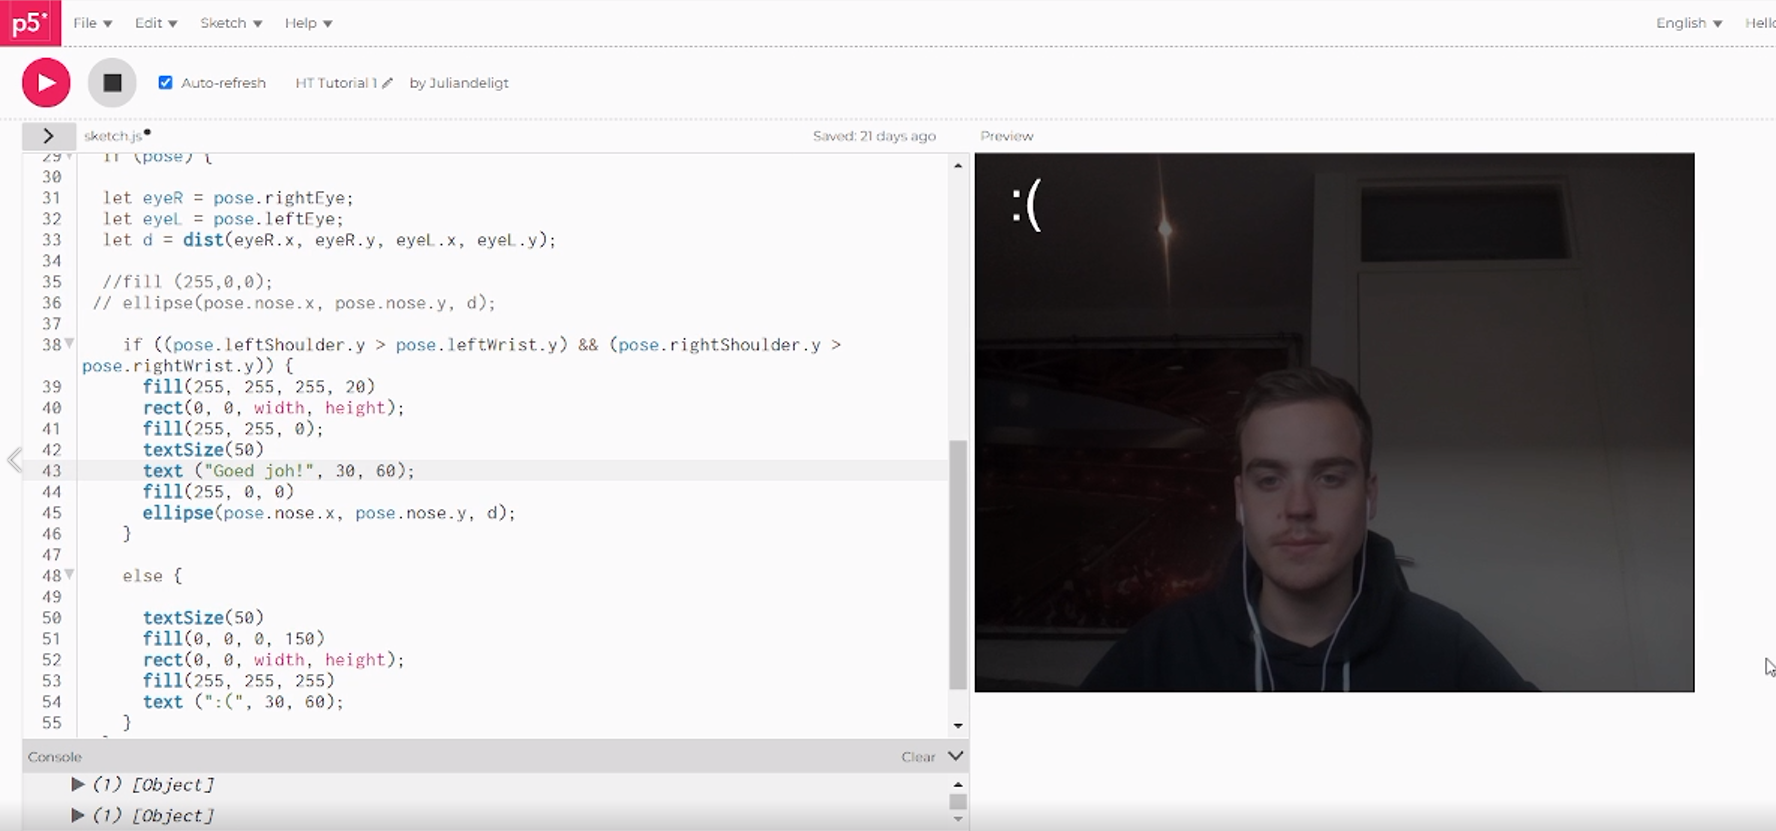 p5* File Edit Sketch Help English Hello
Auto-refresh HT Tutorial 1 by Juliandeligt
sketch.js Saved: 21 days ago Preview
29 if (pose) {
30
31 let eyeR = pose.rightEye;
32 let eyeL = pose.leftEye;
33 let d = dist(eyeR.x, eyeR.y, eyeL.x, eyeL.y);
34
35 //fill (255,0,0);
36 // ellipse(pose.nose.x, pose.nose.y, d);
37
38 if ((pose.leftShoulder.y > pose.leftWrist.y) && (pose.rightShoulder.y >
pose.rightWrist.y)) {
39 fill(255, 255, 255, 20)
40 rect(0, 0, width, height);
41 fill(255, 255, 0);
42 textSize(50)
43 text ("Goed joh!", 30, 60);
44 fill(255, 0, 0)
45 ellipse(pose.nose.x, pose.nose.y, d);
46 }
47
48 else {
49
50 textSize(50)
51 fill(0, 0, 0, 150)
52 rect(0, 0, width, height);
53 fill(255, 255, 255)
54 text (":(", 30, 60);
55 }
:(
Console Clear
(1) [Object]
(1) [Object]